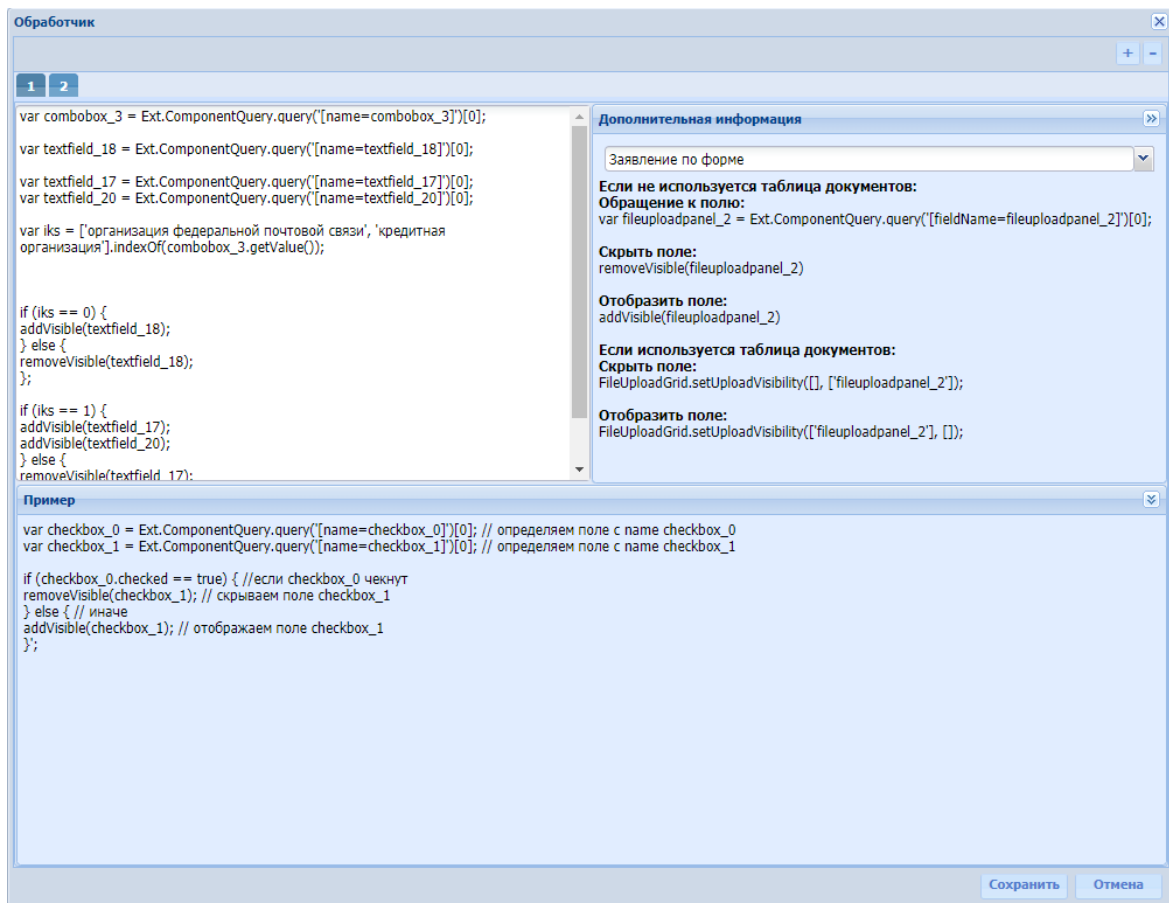 Обработчик
+ -
1 2
var combobox_3 = Ext.ComponentQuery.query('[name=combobox_3]')[0];
var textfield_18 = Ext.ComponentQuery.query('[name=textfield_18]')[0];
var textfield_17 = Ext.ComponentQuery.query('[name=textfield_17]')[0];
var textfield_20 = Ext.ComponentQuery.query('[name=textfield_20]')[0];
var iks = ['организация федеральной почтовой связи', 'кредитная
организация'].indexOf(combobox_3.getValue());
if (iks == 0) {
addVisible(textfield_18);
} else {
removeVisible(textfield_18);
};
if (iks == 1) {
addVisible(textfield_17);
addVisible(textfield_20);
} else {
removeVisible(textfield_17);
Дополнительная информация
Заявление по форме
Если не используется таблица документов:
Обращение к полю:
var fileuploadpanel_2 = Ext.ComponentQuery.query('[fieldName=fileuploadpanel_2]')[0];
Скрыть поле:
removeVisible(fileuploadpanel_2)
Отобразить поле:
addVisible(fileuploadpanel_2)
Если используется таблица документов:
Скрыть поле:
FileUploadGrid.setUploadVisibility([], ['fileuploadpanel_2']);
Отобразить поле:
FileUploadGrid.setUploadVisibility(['fileuploadpanel_2'], []);
Пример
var checkbox_0 = Ext.ComponentQuery.query('[name=checkbox_0]')[0]; // определяем поле с name checkbox_0
var checkbox_1 = Ext.ComponentQuery.query('[name=checkbox_1]')[0]; // определяем поле с name checkbox_1
if (checkbox_0.checked == true) { //если checkbox_0 чекнут
removeVisible(checkbox_1); // скрываем поле checkbox_1
} else { // иначе
addVisible(checkbox_1); // отображаем поле checkbox_1
}';
Сохранить Отмена